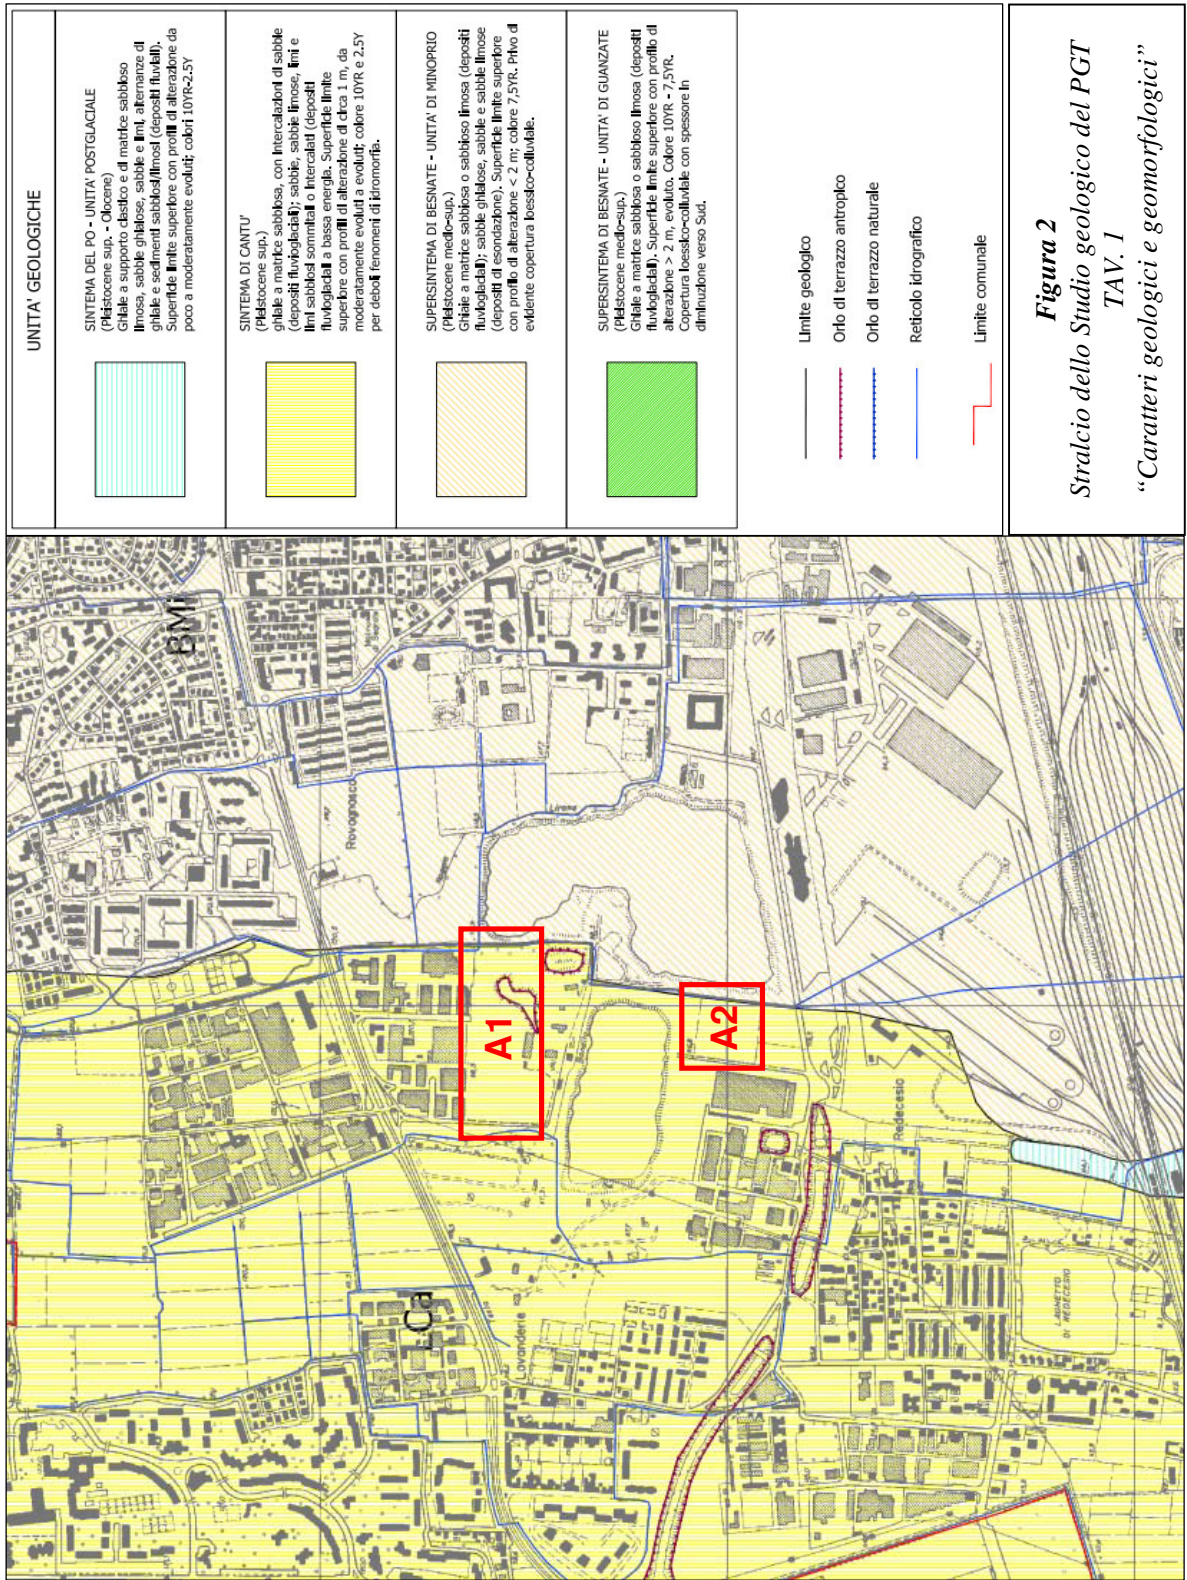 UNITA' GEOLOGICHE
SINTEMA DEL PO - UNITA' POSTGLACIALE
(Pleistocene sup. - Olocene)
Ghiaie a supporto clastico e di matrice sabbioso
limosa, sabbie ghiaiose, sabbie e limi, alternanze di
ghiaie e sedimenti sabbiosi/limosi (depositi fluviali).
Superficie limite superiore con profili di alterazione da
poco a moderatamente evoluti; colori 10YR-2.5Y
SINTEMA DI CANTU'
(Pleistocene sup.)
ghiaie a matrice sabbiosa, con intercalazioni di sabbie
(depositi fluvioglaciali); sabbie, sabbie limose, limi e
limi sabbiosi sommitali o intercalati (depositi
fluvioglaciali a bassa energia. Superficie limite
superiore con profili di alterazione di circa 1 m, da
moderatamente evoluti a evoluti; colore 10YR e 2.5Y
per deboli fenomeni di idromorfia.
SUPERSINTEMA DI BESNATE - UNITA' DI MINOPRIO
(Pleistocene medio-sup.)
Ghiaie a matrice sabbiosa o sabbioso limosa (depositi
fluvioglaciali); sabbie ghiaiose, sabbie e sabbie limose
(depositi di esondazione). Superficie limite superiore
con profilo di alterazione < 2 m; colore 7,5YR. Privo di
evidente copertura loessico-colluviale.
SUPERSINTEMA DI BESNATE - UNITA' DI GUANZATE
(Pleistocene medio-sup.)
Ghiaie a matrice sabbiosa o sabbioso limosa (depositi
fluvioglaciali). Superficie limite superiore con profilo di
alterazione > 2 m, evoluto. Colore 10YR - 7,5YR.
Copertura loessico-colluviale con spessore in
diminuzione verso Sud.
Limite geologico
Orlo di terrazzo antropico
Orlo di terrazzo naturale
Reticolo idrografico
Limite comunale
Figura 2
Stralcio dello Studio geologico del PGT
TAV. 1
“Caratteri geologici e geomorfologici”
BMi
Rovagnasco
Lirone
A1
A2
Ca
Lavanderie
Redecesio
LAGHETTO
DI REDECESIO